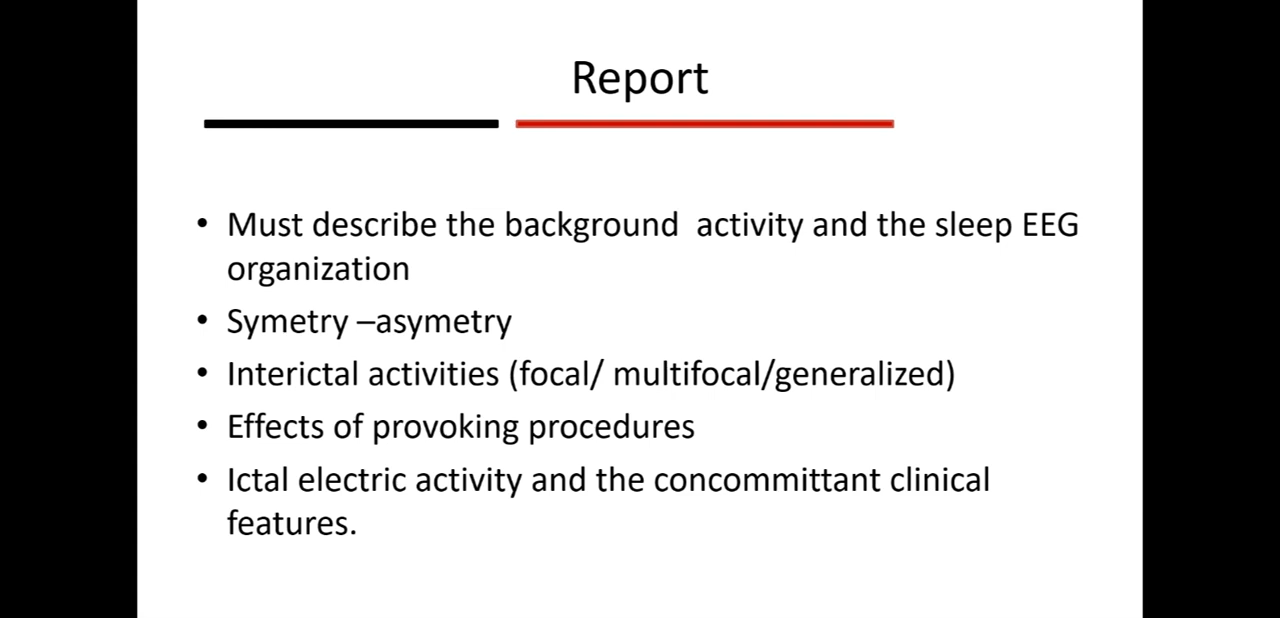 Report
• Must describe the background  activity and the sleep EEG
organization
• Symetry –asymetry
• Interictal activities (focal/ multifocal/generalized)
• Effects of provoking procedures
• Ictal electric activity and the concommittant clinical
features.